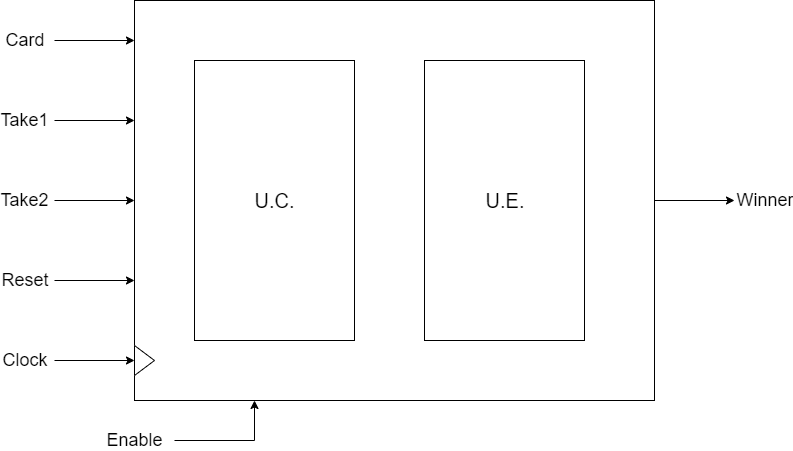 Card
Take1
Take2
Reset
Clock
Enable
U.C.
U.E.
Winner